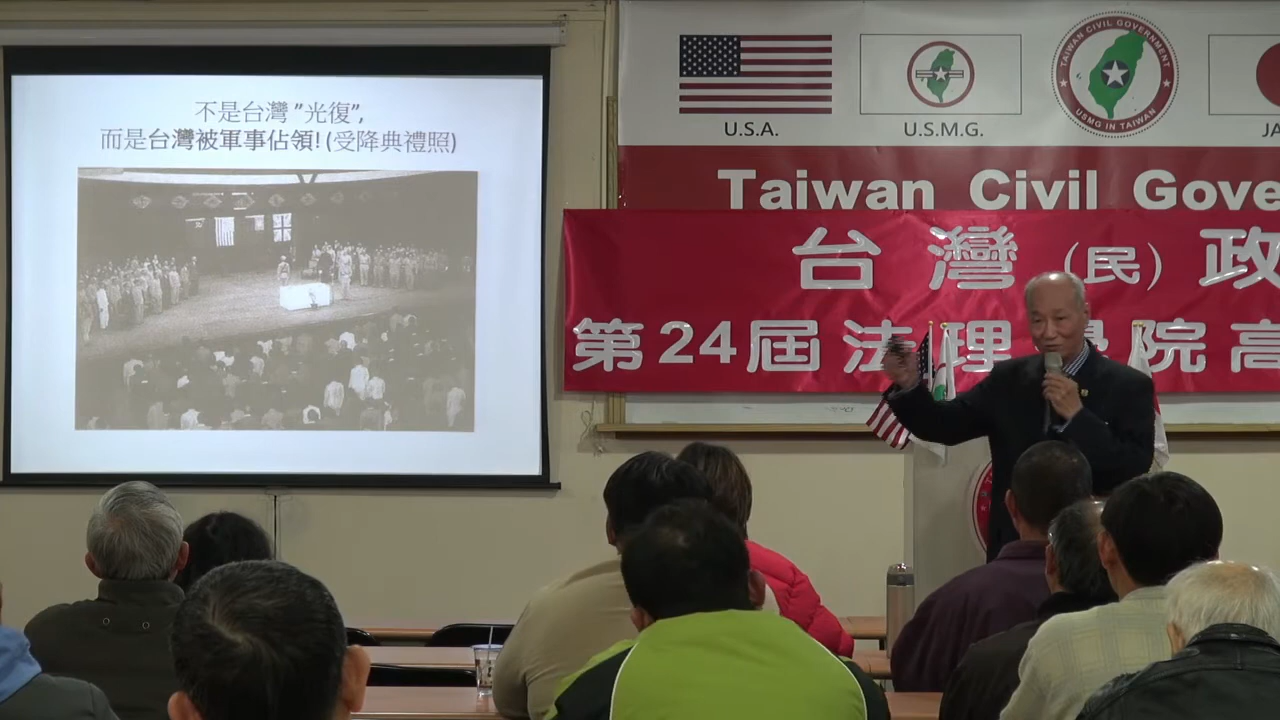 不是台灣 "光復",
而是台灣被軍事佔領! (受降典禮照)
U.S.A.
U.S.M.G.
TAIWAN CIVIL GOVERNMENT
USMG IN TAIWAN
JA
Taiwan Civil Gove
台灣（民）政
第24屆法理學院高